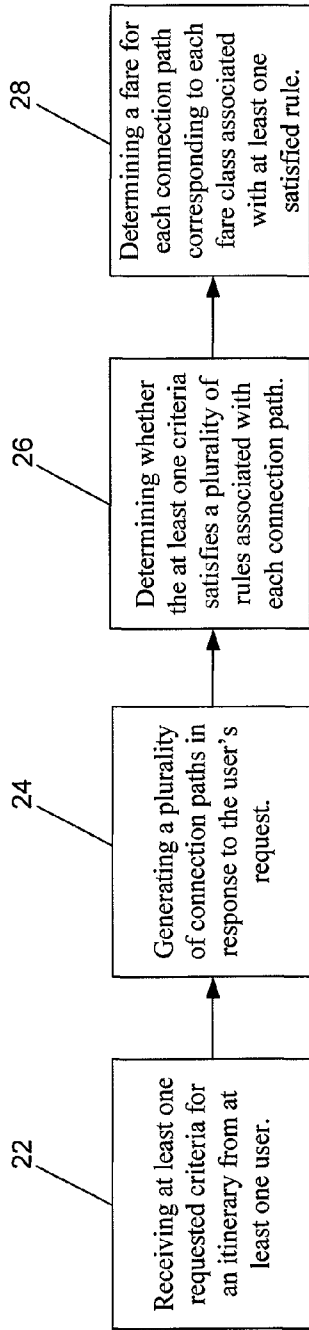 22
Receiving at least one
requested criteria for
an itinerary from at
least one user.
24
Generating a plurality
of connection paths in
response to the user's
request.
26
Determining whether
the at least one criteria
satisfies a plurality of
rules associated with
each connection path.
28
Determining a fare for
each connection path
corresponding to each
fare class associated
with at least one
satisfied rule.